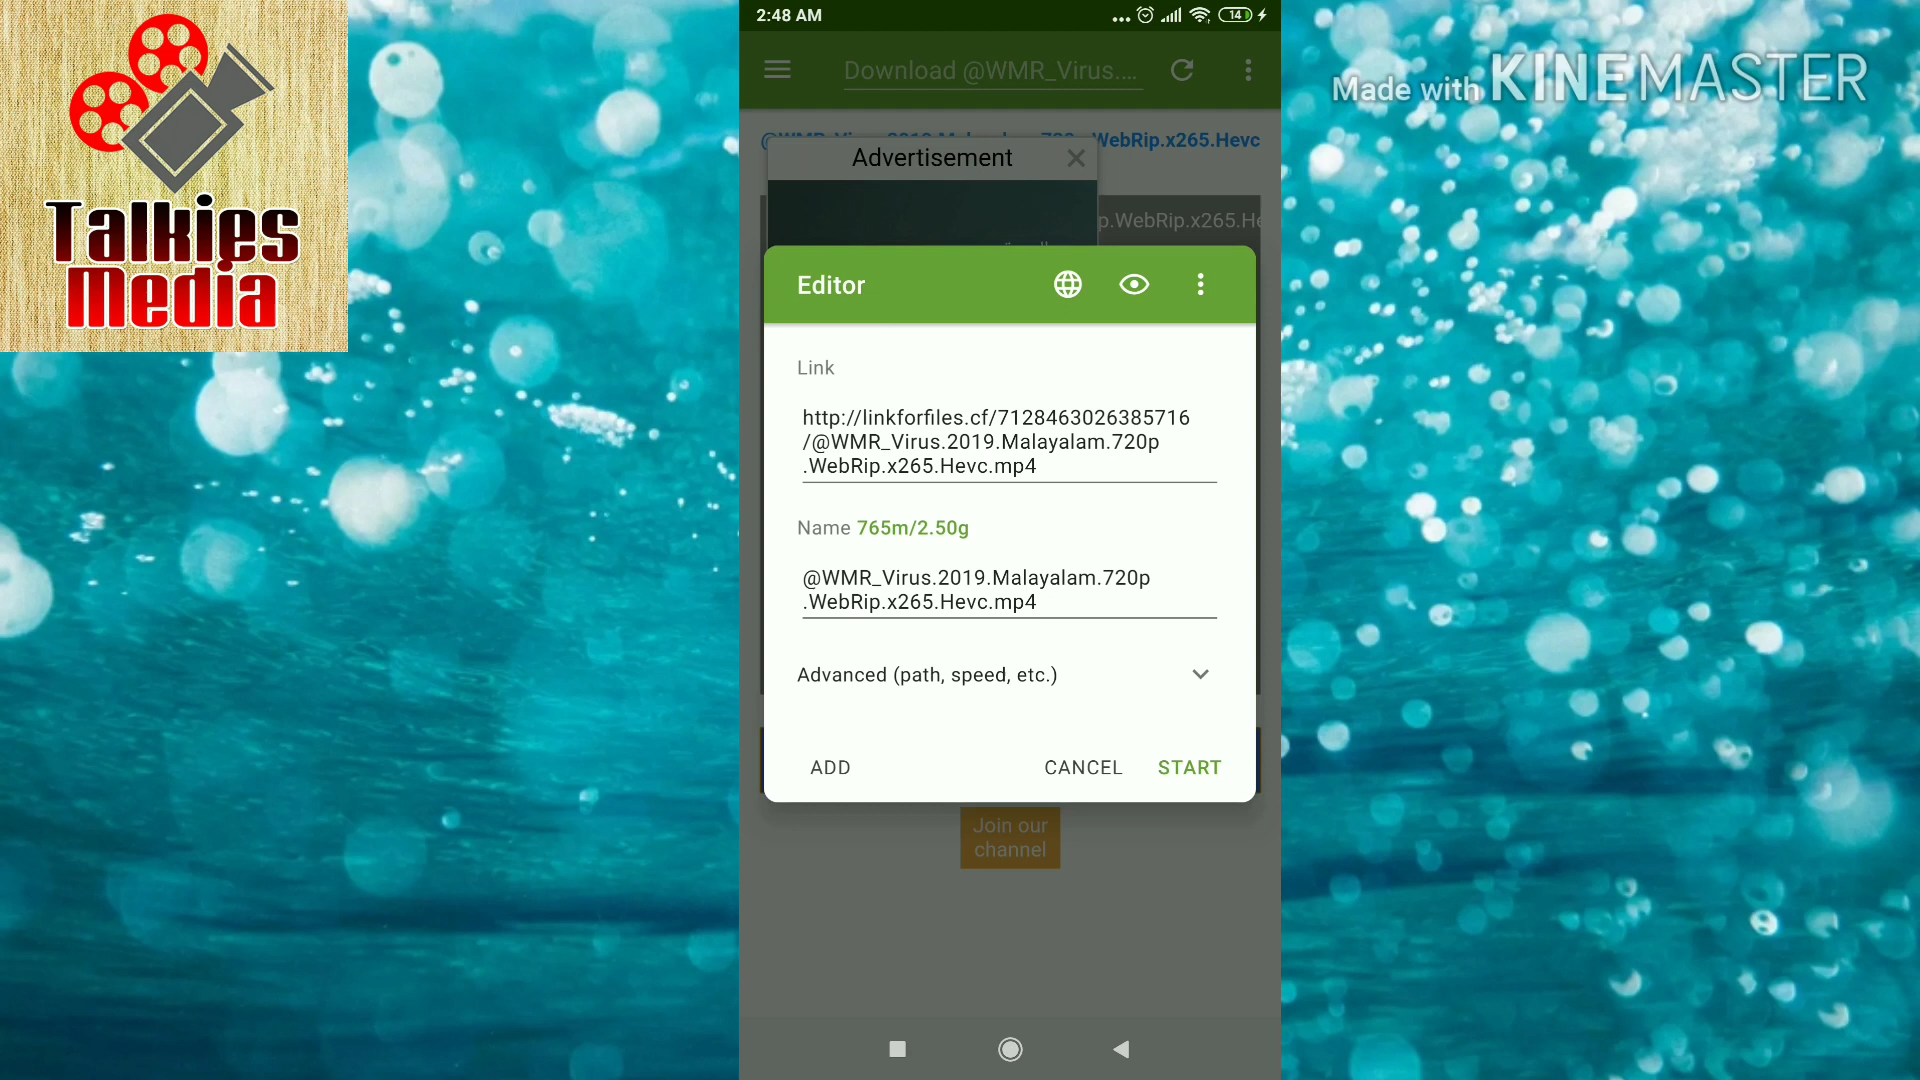 Talkies
Media
2:48 AM
14
Download @WMR_Virus....
WebRip.x265.Hevc
Advertisement
p.WebRip.x265.He
Editor
Link
http://linkforfiles.cf/7128463026385716
/@WMR_Virus.2019.Malayalam.720p
.WebRip.x265.Hevc.mp4
Name 765m/2.50g
@WMR_Virus.2019.Malayalam.720p
.WebRip.x265.Hevc.mp4
Advanced (path, speed, etc.)
ADD CANCEL START
Join our
channel
Made with KINEMASTER